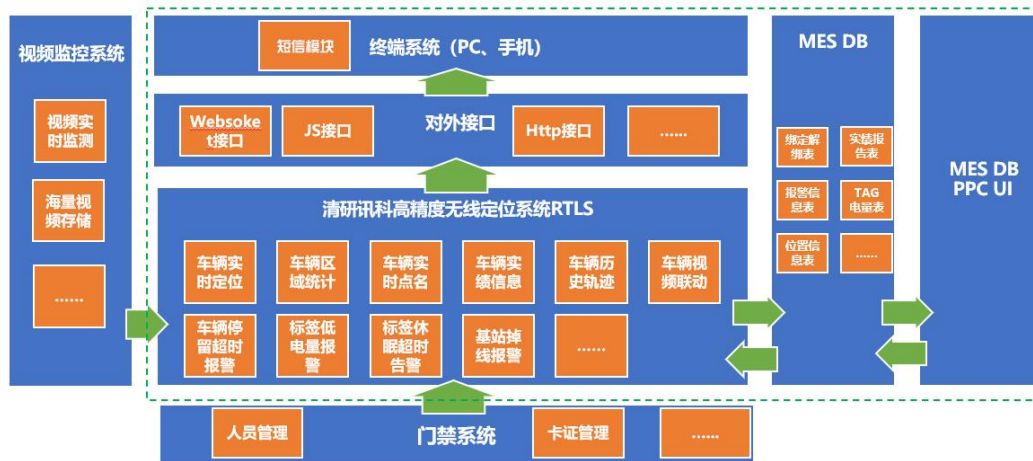 视频监控系统
视频实
时监测
海量视
频存储
……
短信模块
终端系统（PC、手机）
Websoke
t接口
JS接口
对外接口
Http接口
……
清研讯科高精度无线定位系统RTLS
车辆实
时定位
车辆区
域统计
车辆实
时点名
车辆实
绩信息
车辆历
史轨迹
车辆视
频联动
车辆停
留超时
报警
标签低
电量报
警
标签休
眠超时
告警
基站掉
线报警
……
人员管理
门禁系统
卡证管理
……
MES DB
绑定解
绑表
实绩报
告表
报警信
息表
TAG
电量表
位置信
息表
……
MES DB
PPC UI